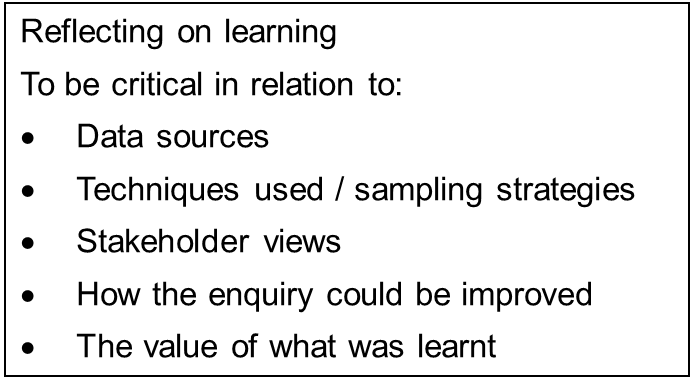 Reflecting on learning
To be critical in relation to:
• Data sources
• Techniques used / sampling strategies
• Stakeholder views
• How the enquiry could be improved
• The value of what was learnt